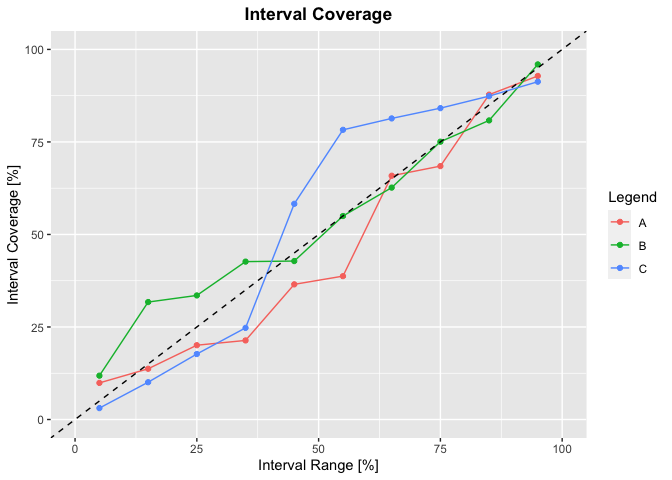 Interval Coverage
100
75
50
25
0
Interval Coverage [%]
0 25 50 75 100
Interval Range [%]
Legend
A
B
C